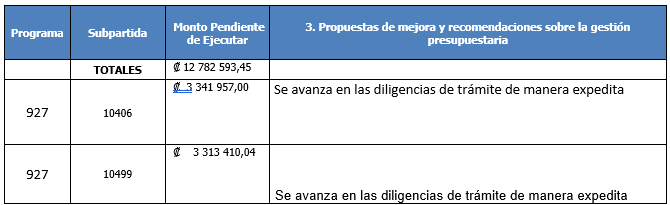 Programa Subpartida Monto Pendiente de Ejecutar 3. Propuestas de mejora y recomendaciones sobre la gestión presupuestaria
TOTALES ₡ 12 782 593,45
927 10406 ₡ 3 341 957,00 Se avanza en las diligencias de trámite de manera expedita
927 10499 ₡ 3 313 410,04 Se avanza en las diligencias de trámite de manera expedita